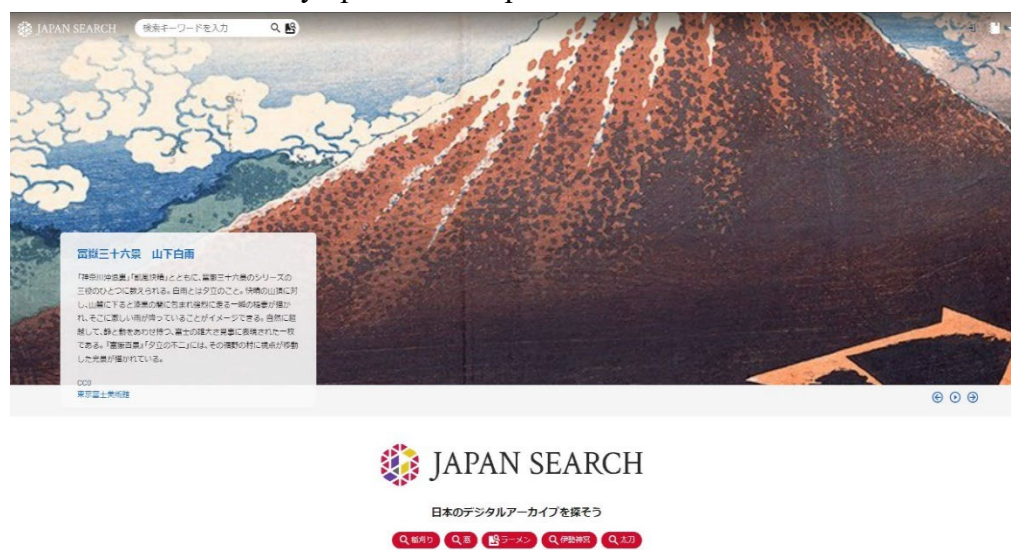 JAPAN SEARCH
検索キーワードを入力
冨嶽三十六景 山下白雨
「神奈川沖浪裏」「凱風快晴」とともに、冨嶽三十六景のシリーズの
三役のひとつに数えられる。白雨とは夕立のこと。快晴の山頂に対
し、山麓に下ると漆黒の闇に包まれ強烈に走る一瞬の稲妻が描か
れ、そこに激しい雨が降っていることがイメージできる。自然に超
越して、静と動をあわせ持つ、富士の雄大さ見事に表現された一枚
である。『富嶽百景』「夕立の不二」には、その裾野の村に視点が移動
した光景が描かれている。
CC0
東京富士美術館
JAPAN SEARCH
日本のデジタルアーカイブを探そう
ラーメン
伊勢神宮
太刀